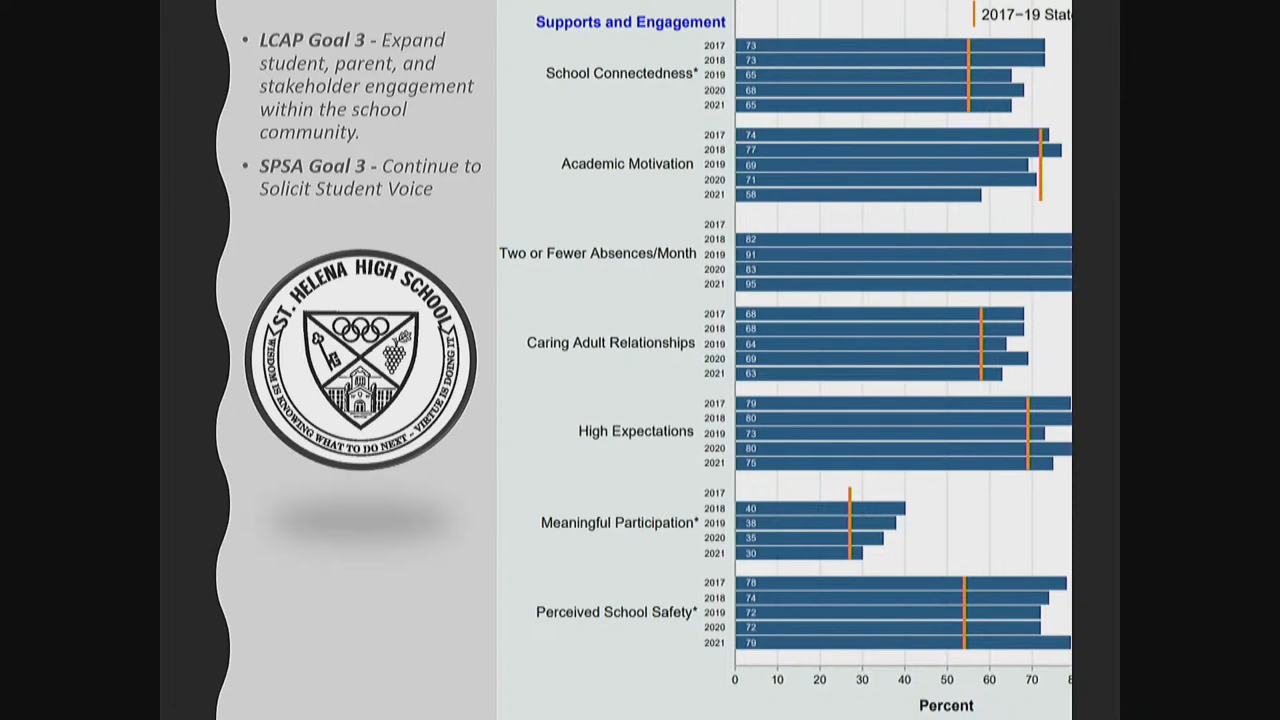 • LCAP Goal 3 - Expand
student, parent, and
stakeholder engagement
within the school
community.
• SPSA Goal 3 - Continue to
Solicit Student Voice
ST. HELENA HIGH SCHOOL
WISDOM IS KNOWING WHAT TO DO NEXT - VIRTUE IS DOING IT
Supports and Engagement
2017-19 State
School Connectedness*
2017 73
2018 73
2019 65
2020 68
2021 65
Academic Motivation
2017 74
2018 77
2019 69
2020 71
2021 58
Two or Fewer Absences/Month
2017
2018 82
2019 91
2020 83
2021 95
Caring Adult Relationships
2017 68
2018 68
2019 64
2020 69
2021 63
High Expectations
2017 79
2018 80
2019 73
2020 80
2021 75
Meaningful Participation*
2017
2018 40
2019 38
2020 35
2021 30
Perceived School Safety*
2017 78
2018 74
2019 72
2020 72
2021 79
0 10 20 30 40 50 60 70
Percent